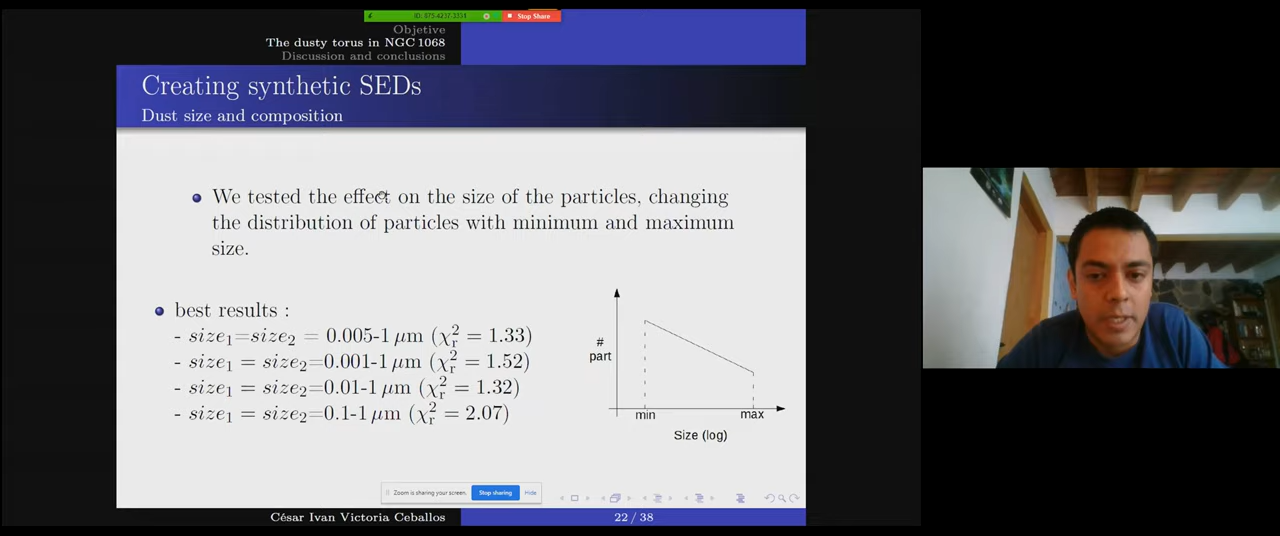 ID: 875-4237-3334
Stop Share
Objetive
The dusty torus in NGC 1068
Discussion and conclusions
Creating synthetic SEDs
Dust size and composition
We tested the effect on the size of the particles, changing
the distribution of particles with minimum and maximum
size.
best results :
- size₁=size₂ = 0.005-1 μm (χ²ᵣ = 1.33)
- size₁ = size₂=0.001-1 μm (χ²ᵣ = 1.52)
- size₁ = size₂=0.01-1 μm (χ²ᵣ = 1.32)
- size₁ = size₂=0.1-1 μm (χ²ᵣ = 2.07)
#
part
min max
Size (log)
Zoom is sharing your screen. Stop sharing Hide
César Ivan Victoria Ceballos 22 / 38